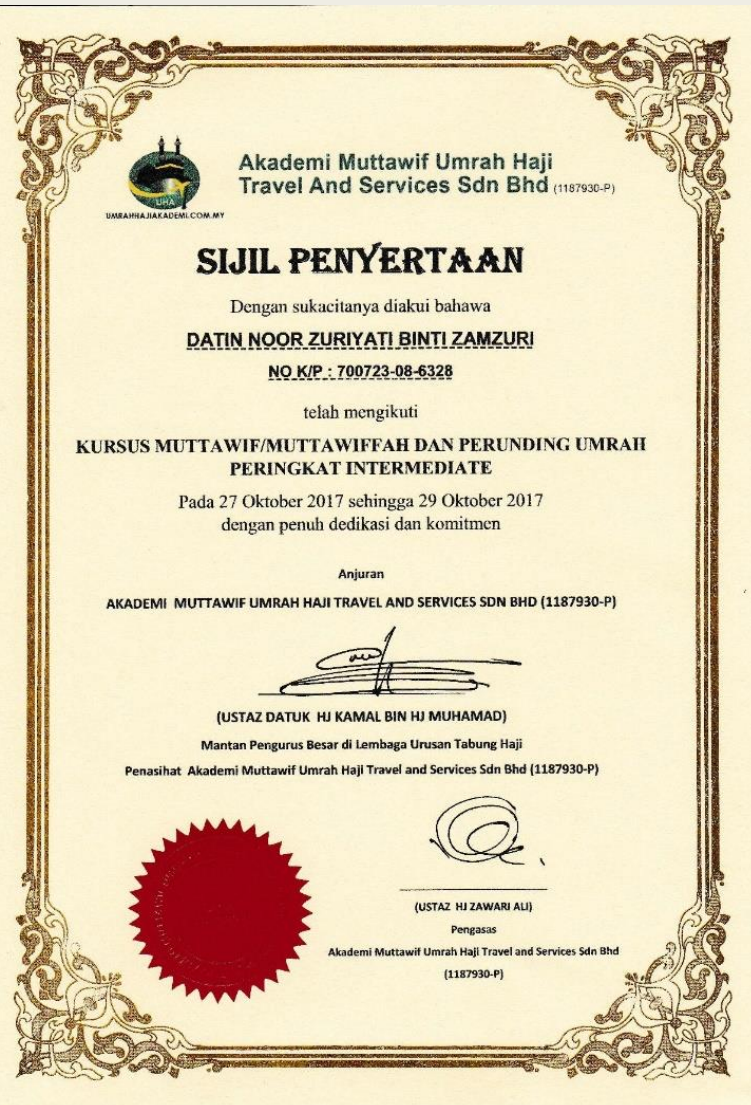 UHA
UMRAHHAJIAKADEMI.COM.MY
Akademi Muttawif Umrah Haji
Travel And Services Sdn Bhd (1187930-P)
SIJIL PENYERTAAN
Dengan sukacitanya diakui bahawa
DATIN NOOR ZURIYATI BINTI ZAMZURI
NO K/P : 700723-08-6328
telah mengikuti
KURSUS MUTTAWIF/MUTTAWIFFAH DAN PERUNDING UMRAH
PERINGKAT INTERMEDIATE
Pada 27 Oktober 2017 sehingga 29 Oktober 2017
dengan penuh dedikasi dan komitmen
Anjuran
AKADEMI MUTTAWIF UMRAH HAJI TRAVEL AND SERVICES SDN BHD (1187930-P)
(USTAZ DATUK HJ KAMAL BIN HJ MUHAMAD)
Mantan Pengurus Besar di Lembaga Urusan Tabung Haji
Penasihat Akademi Muttawif Umrah Haji Travel and Services Sdn Bhd (1187930-P)
(USTAZ HJ ZAWARI ALI)
Pengasas
Akademi Muttawif Umrah Haji Travel and Services Sdn Bhd
(1187930-P)